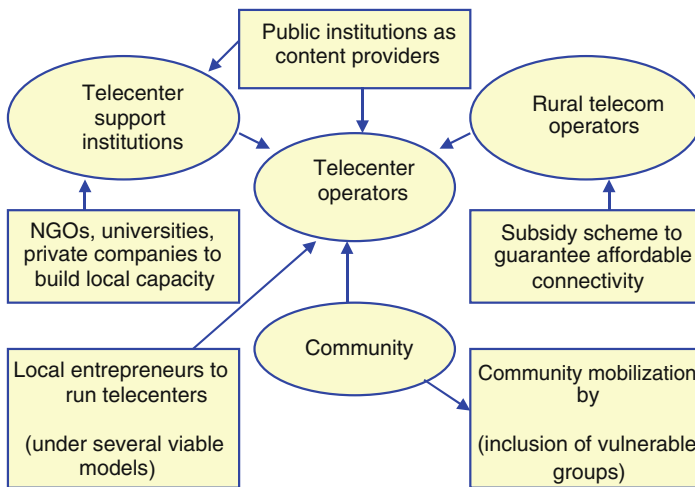 Public institutions as
content providers
Telecenter
support
institutions
Rural telecom
operators
Telecenter
operators
NGOs, universities,
private companies to
build local capacity
Subsidy scheme to
guarantee affordable
connectivity
Community
Local entrepreneurs to
run telecenters
(under several viable
models)
Community mobilization
by
(inclusion of vulnerable
groups)